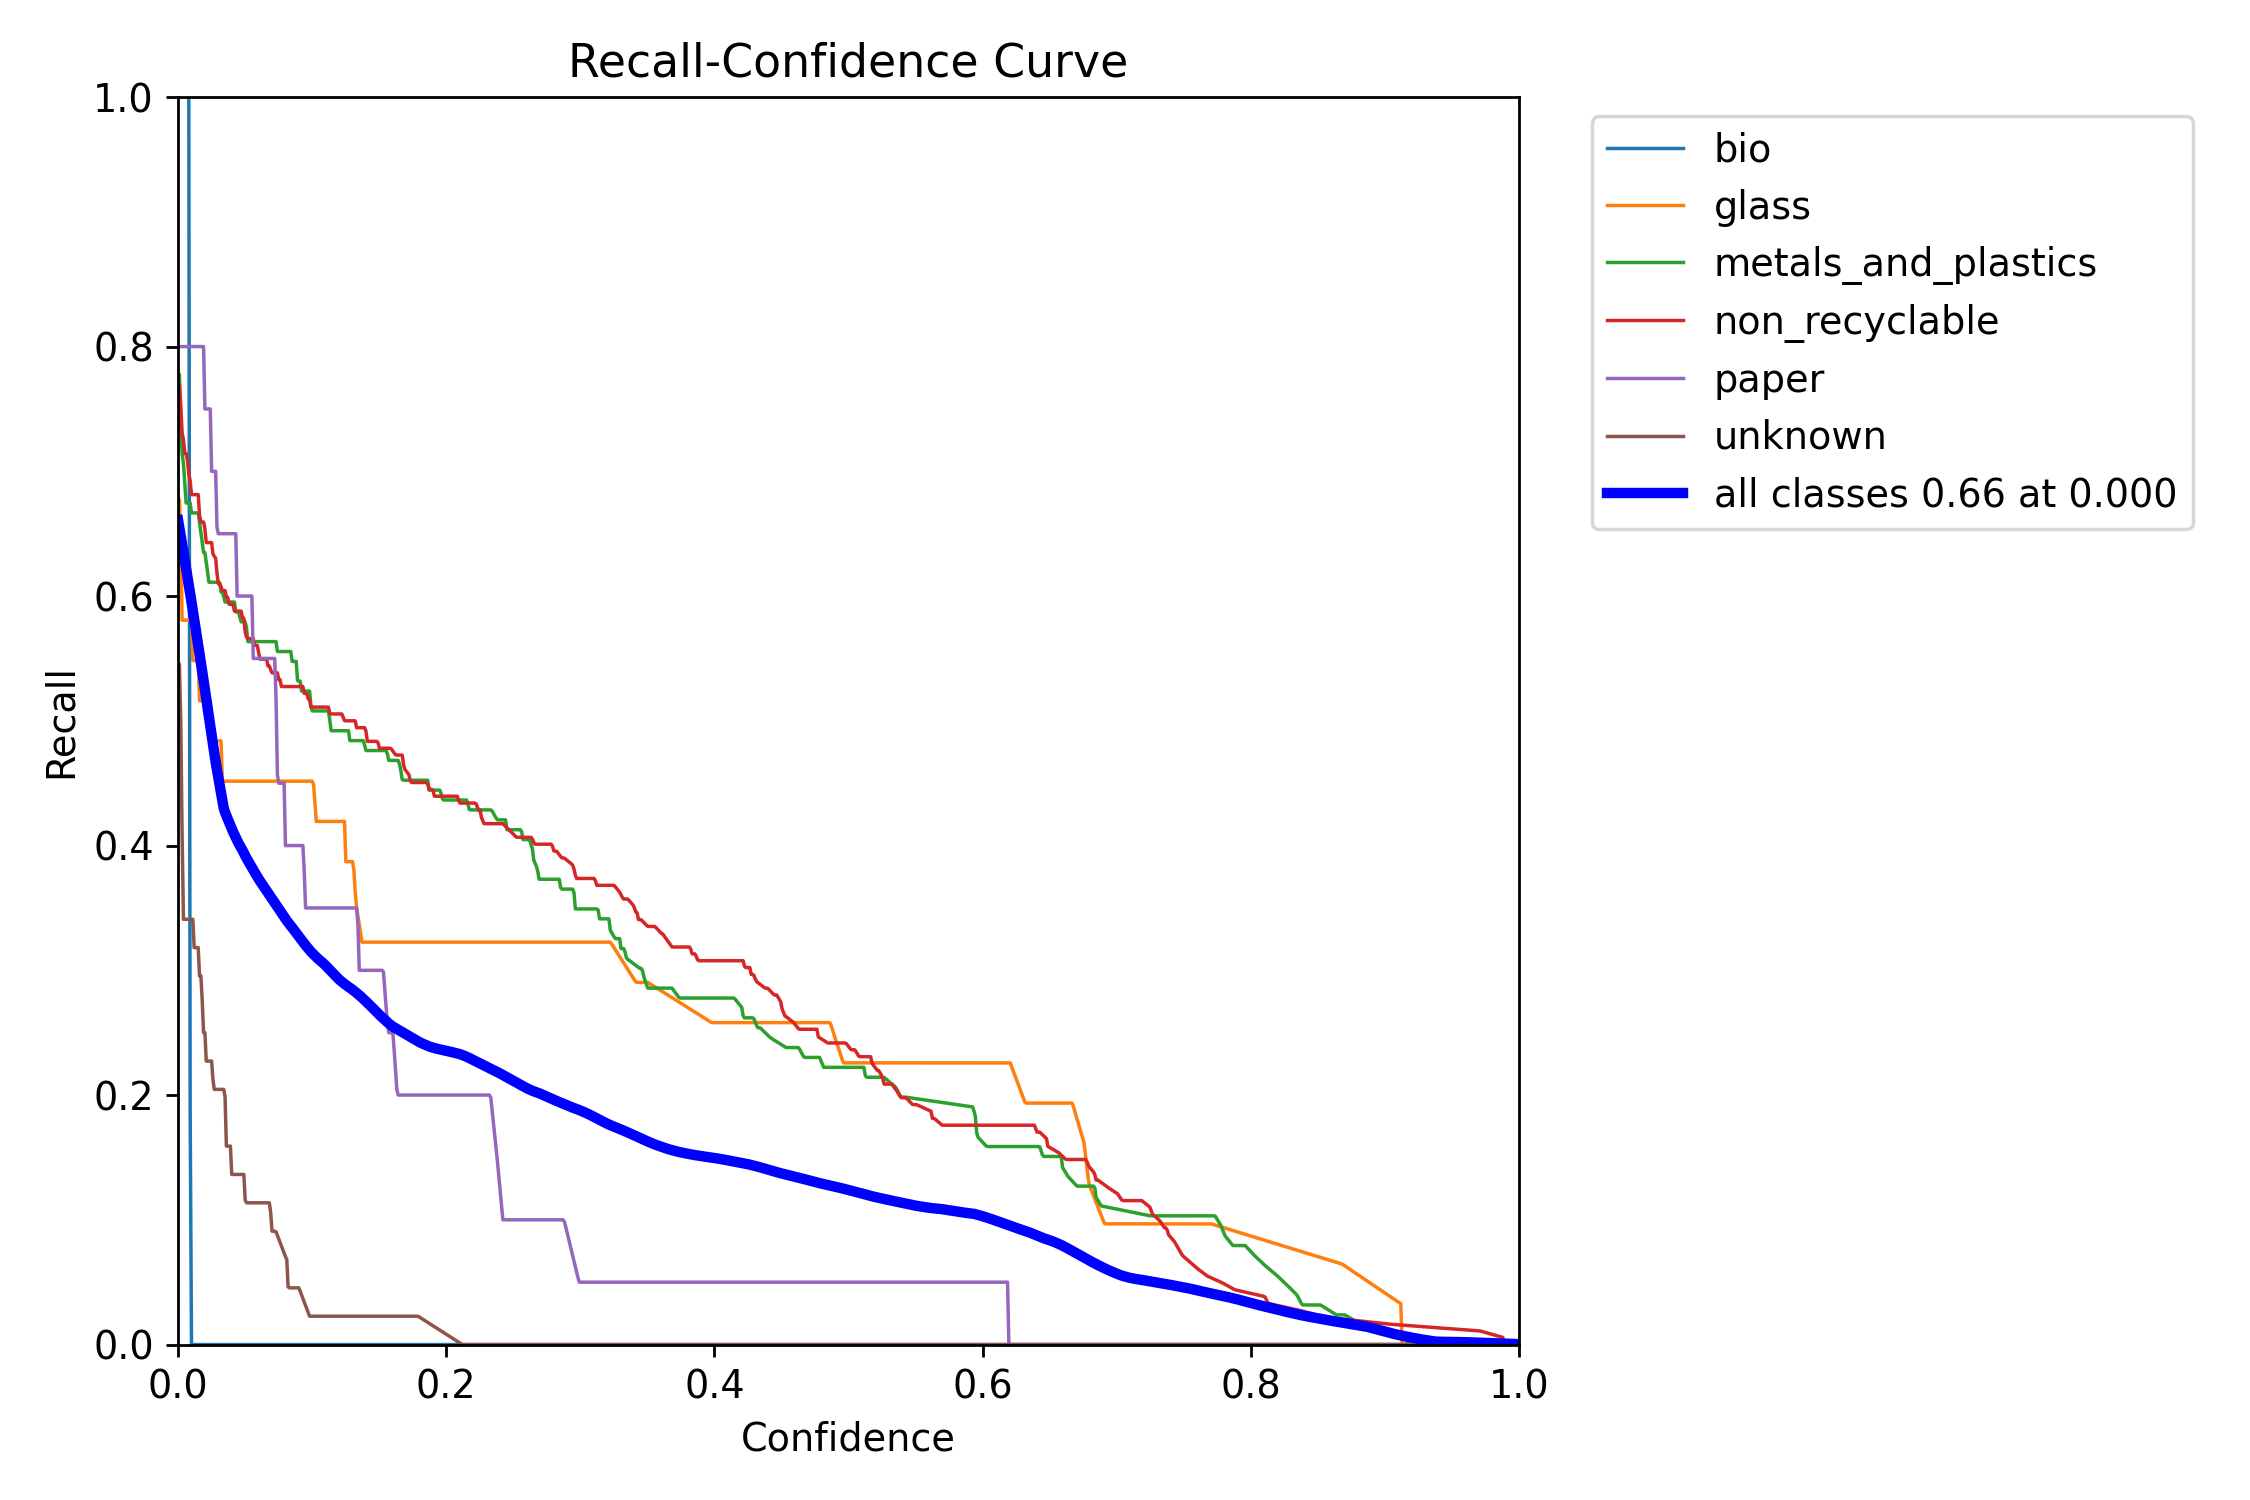 Recall-Confidence Curve
1.0
0.8
0.6
0.4
0.2
0.0
Recall
0.0 0.2 0.4 0.6 0.8 1.0
Confidence
bio
glass
metals_and_plastics
non_recyclable
paper
unknown
all classes 0.66 at 0.000